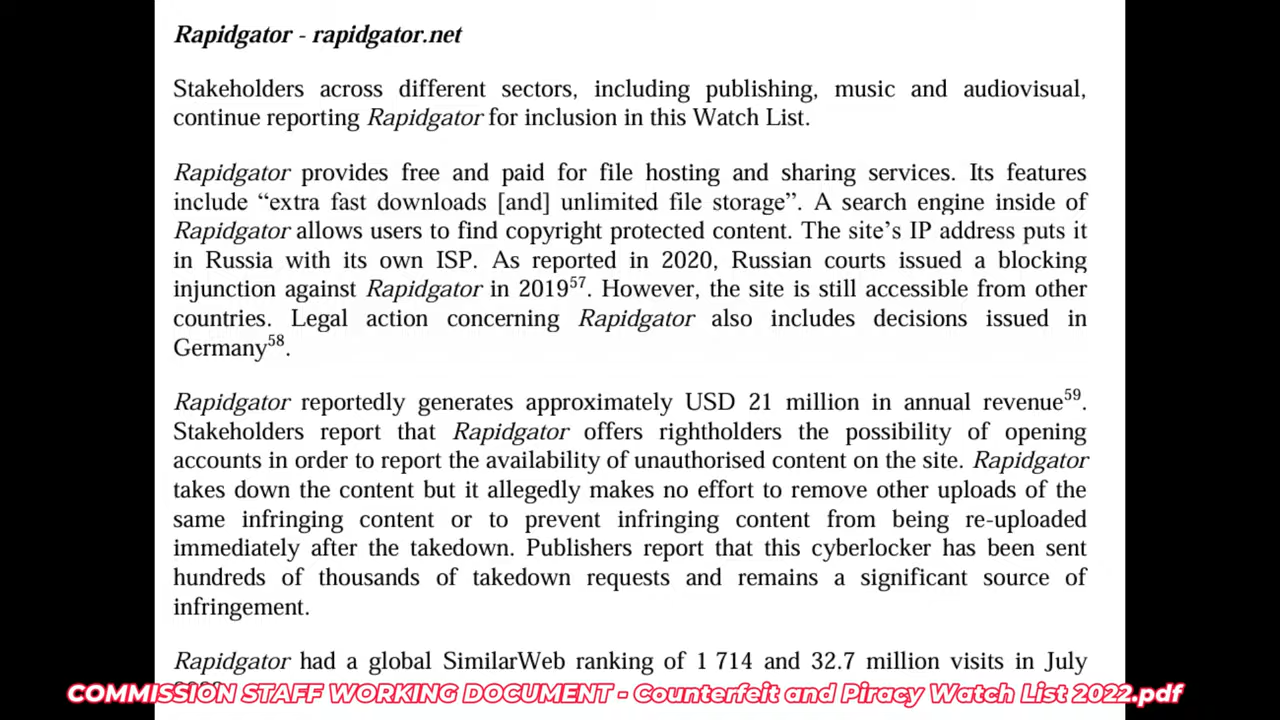 Rapidgator - rapidgator.net
Stakeholders across different sectors, including publishing, music and audiovisual,
continue reporting Rapidgator for inclusion in this Watch List.
Rapidgator provides free and paid for file hosting and sharing services. Its features
include “extra fast downloads [and] unlimited file storage”. A search engine inside of
Rapidgator allows users to find copyright protected content. The site’s IP address puts it
in Russia with its own ISP. As reported in 2020, Russian courts issued a blocking
injunction against Rapidgator in 2019⁵⁷. However, the site is still accessible from other
countries. Legal action concerning Rapidgator also includes decisions issued in
Germany⁵⁸.
Rapidgator reportedly generates approximately USD 21 million in annual revenue⁵⁹.
Stakeholders report that Rapidgator offers rightholders the possibility of opening
accounts in order to report the availability of unauthorised content on the site. Rapidgator
takes down the content but it allegedly makes no effort to remove other uploads of the
same infringing content or to prevent infringing content from being re-uploaded
immediately after the takedown. Publishers report that this cyberlocker has been sent
hundreds of thousands of takedown requests and remains a significant source of
infringement.
Rapidgator had a global SimilarWeb ranking of 1 714 and 32.7 million visits in July
COMMISSION STAFF WORKING DOCUMENT - Counterfeit and Piracy Watch List 2022.pdf